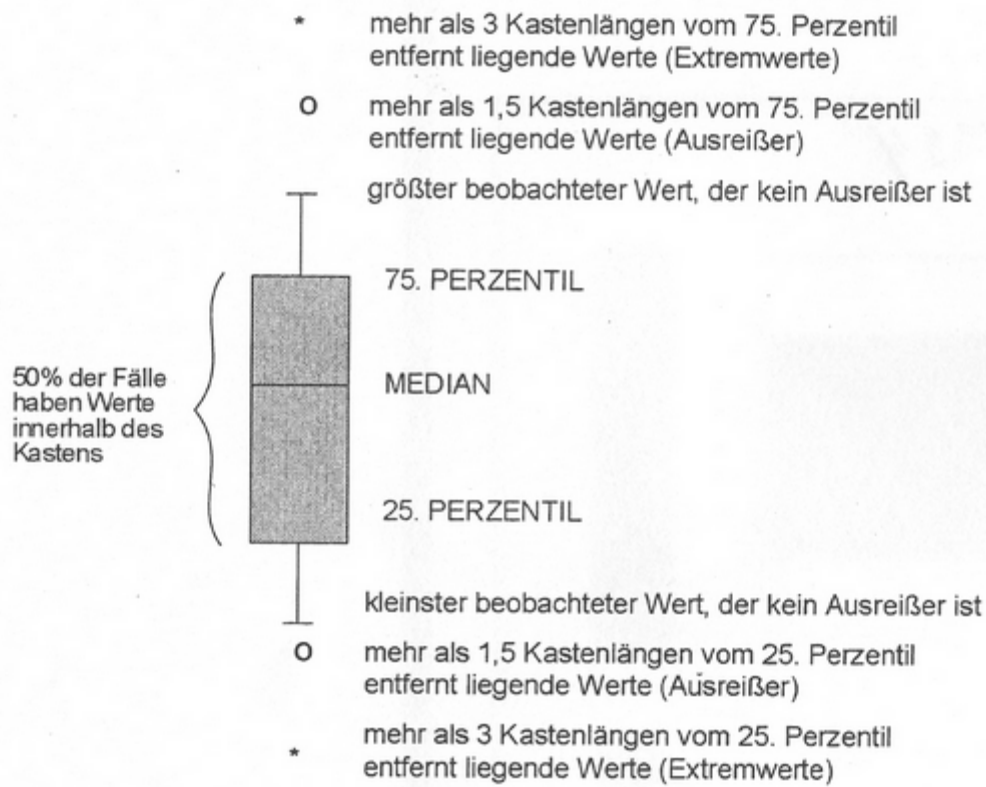 * mehr als 3 Kastenlängen vom 75. Perzentil
entfernt liegende Werte (Extremwerte)
O mehr als 1,5 Kastenlängen vom 75. Perzentil
entfernt liegende Werte (Ausreißer)
größter beobachteter Wert, der kein Ausreißer ist
75. PERZENTIL
50% der Fälle
haben Werte
innerhalb des
Kastens
MEDIAN
25. PERZENTIL
kleinster beobachteter Wert, der kein Ausreißer ist
O mehr als 1,5 Kastenlängen vom 25. Perzentil
entfernt liegende Werte (Ausreißer)
* mehr als 3 Kastenlängen vom 25. Perzentil
entfernt liegende Werte (Extremwerte)